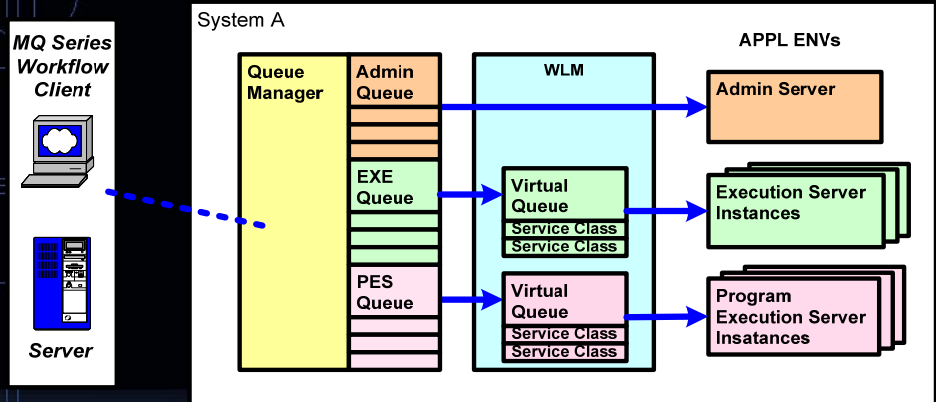 MQ Series
Workflow
Client
Server
System A
Queue
Manager
Admin
Queue
EXE
Queue
PES
Queue
WLM
Virtual
Queue
Service Class
Service Class
Virtual
Queue
Service Class
Service Class
APPL ENVs
Admin Server
Execution Server
Instances
Program
Execution Server
Insatances